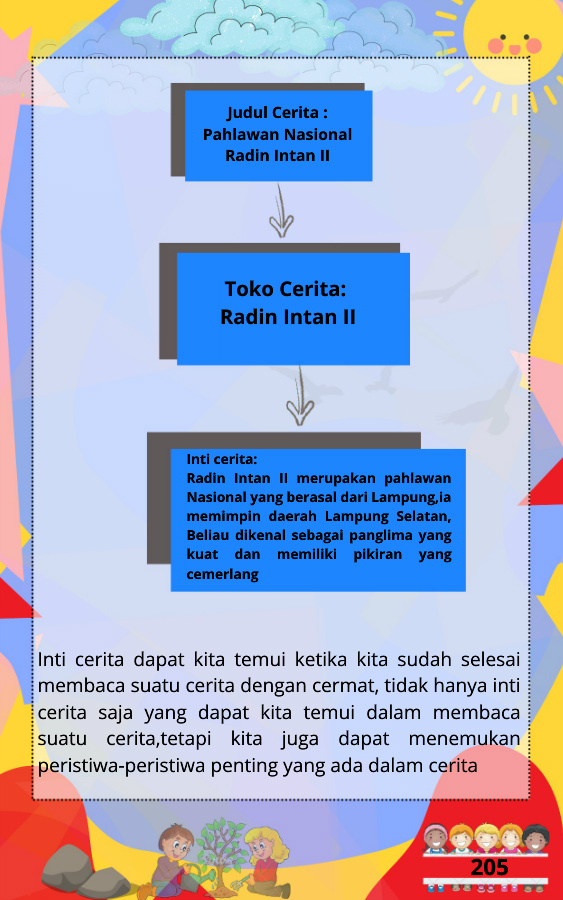 Judul Cerita :
Pahlawan Nasional
Radin Intan II
Toko Cerita:
Radin Intan II
Inti cerita:
Radin Intan II merupakan pahlawan
Nasional yang berasal dari Lampung,ia
memimpin daerah Lampung Selatan,
Beliau dikenal sebagai panglima yang
kuat dan memiliki pikiran yang
cemerlang
Inti cerita dapat kita temui ketika kita sudah selesai
membaca suatu cerita dengan cermat, tidak hanya inti
cerita saja yang dapat kita temui dalam membaca
suatu cerita,tetapi kita juga dapat menemukan
peristiwa-peristiwa penting yang ada dalam cerita
205